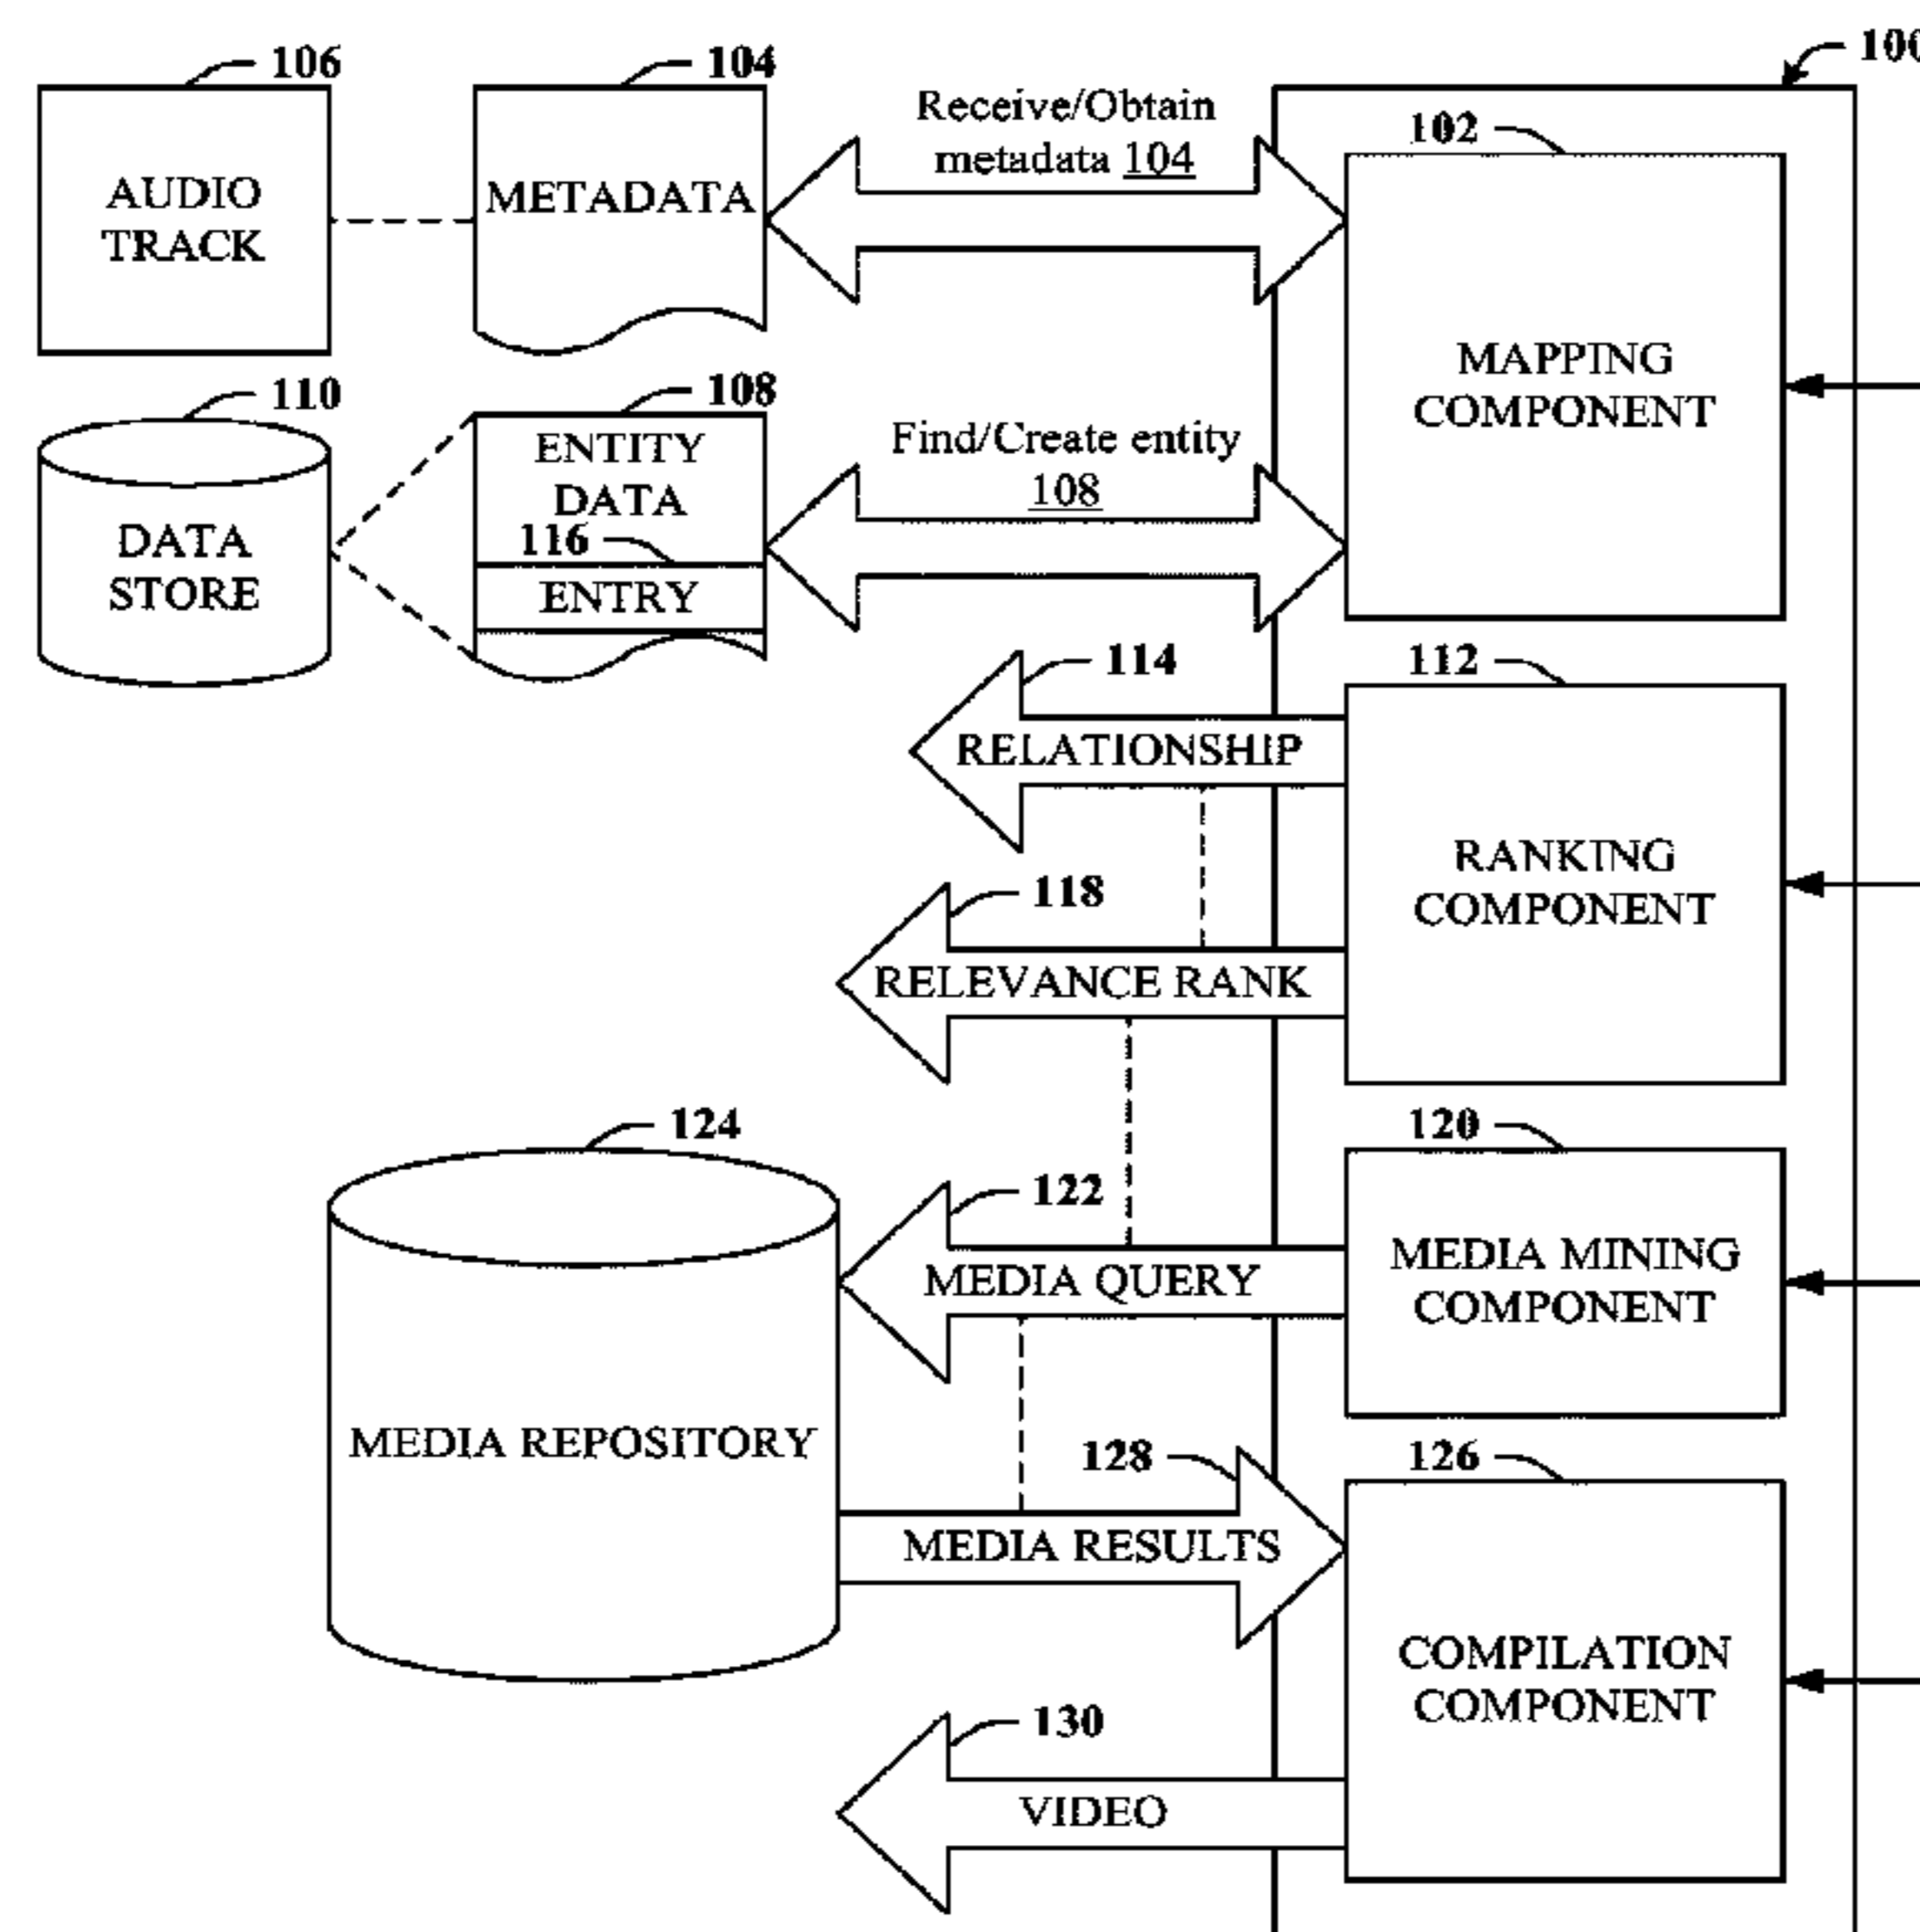 106
104
100
Receive/Obtain
metadata 104
102
AUDIO
TRACK
METADATA
MAPPING
COMPONENT
110
108
ENTITY
DATA
116
ENTRY
Find/Create entity
108
DATA
STORE
114
112
RELATIONSHIP
RANKING
COMPONENT
118
RELEVANCE RANK
124
120
122
MEDIA MINING
COMPONENT
MEDIA QUERY
MEDIA REPOSITORY
128
126
MEDIA RESULTS
COMPILATION
COMPONENT
130
VIDEO